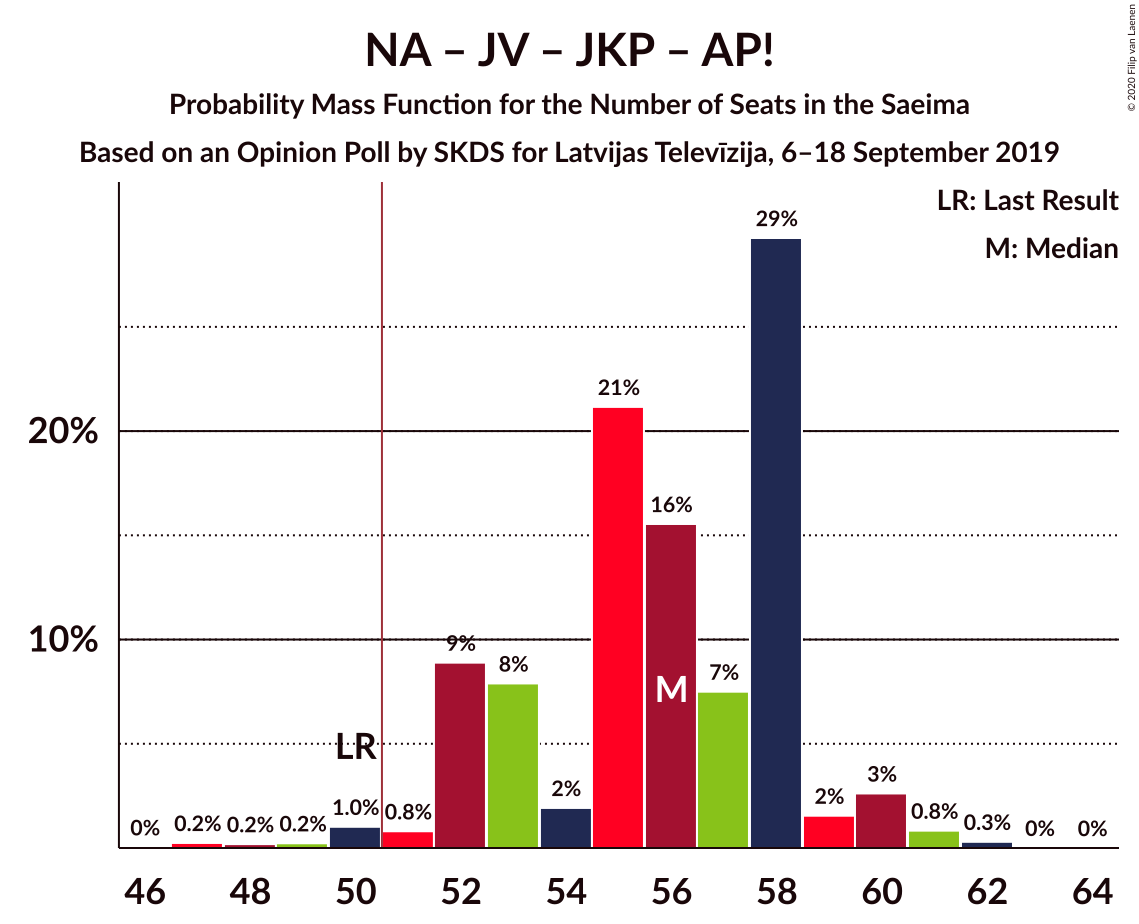 NA – JV – JKP – AP!
Probability Mass Function for the Number of Seats in the Saeima
Based on an Opinion Poll by SKDS for Latvijas Televīzija, 6–18 September 2019
© 2020 Filip van Laenen
LR: Last Result
M: Median
29%
21%
20%
16%
10%
9%
8%
7%
M
LR
2%
2%
3%
0%
0.2%
0.2%
0.2%
1.0%
0.8%
0.8%
0.3%
0%
0%
46 48 50 52 54 56 58 60 62 64